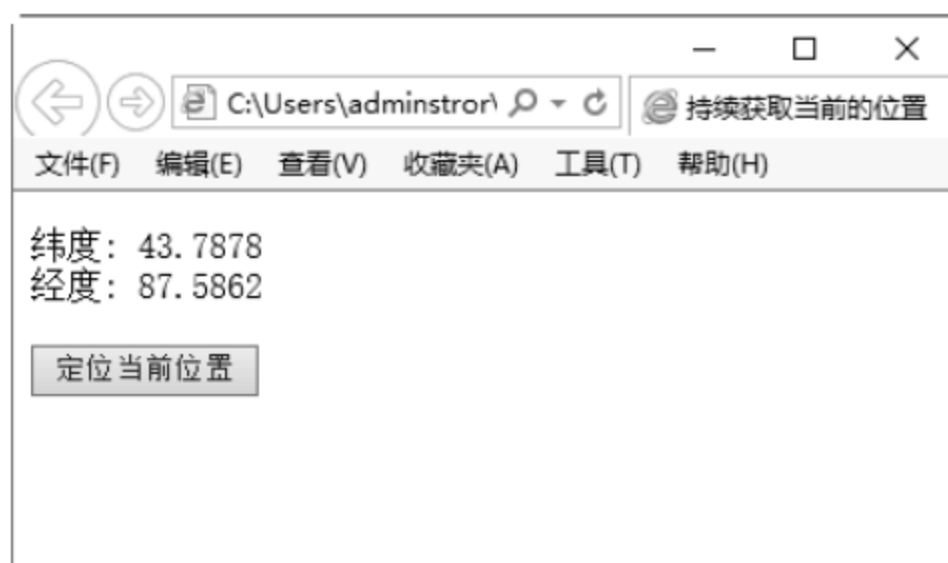 C:\Users\adminstror\
持续获取当前的位置
文件(F) 编辑(E) 查看(V) 收藏夹(A) 工具(T) 帮助(H)
纬度: 43.7878
经度: 87.5862
定位当前位置